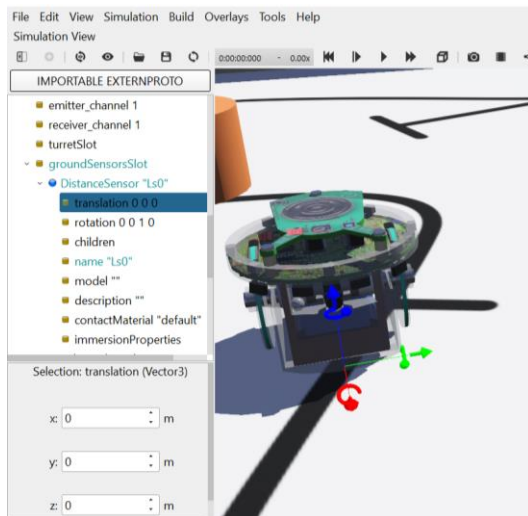 File Edit View Simulation Build Overlays Tools Help
Simulation View
0:00:00:000 - 0.00x
IMPORTABLE EXTERNPROTO
emitter_channel 1
receiver_channel 1
turretSlot
groundSensorsSlot
DistanceSensor "Ls0"
translation 0 0 0
rotation 0 0 1 0
children
name "Ls0"
model ""
description ""
contactMaterial "default"
immersionProperties
Selection: translation (Vector3)
x: 0 m
y: 0 m
z: 0 m